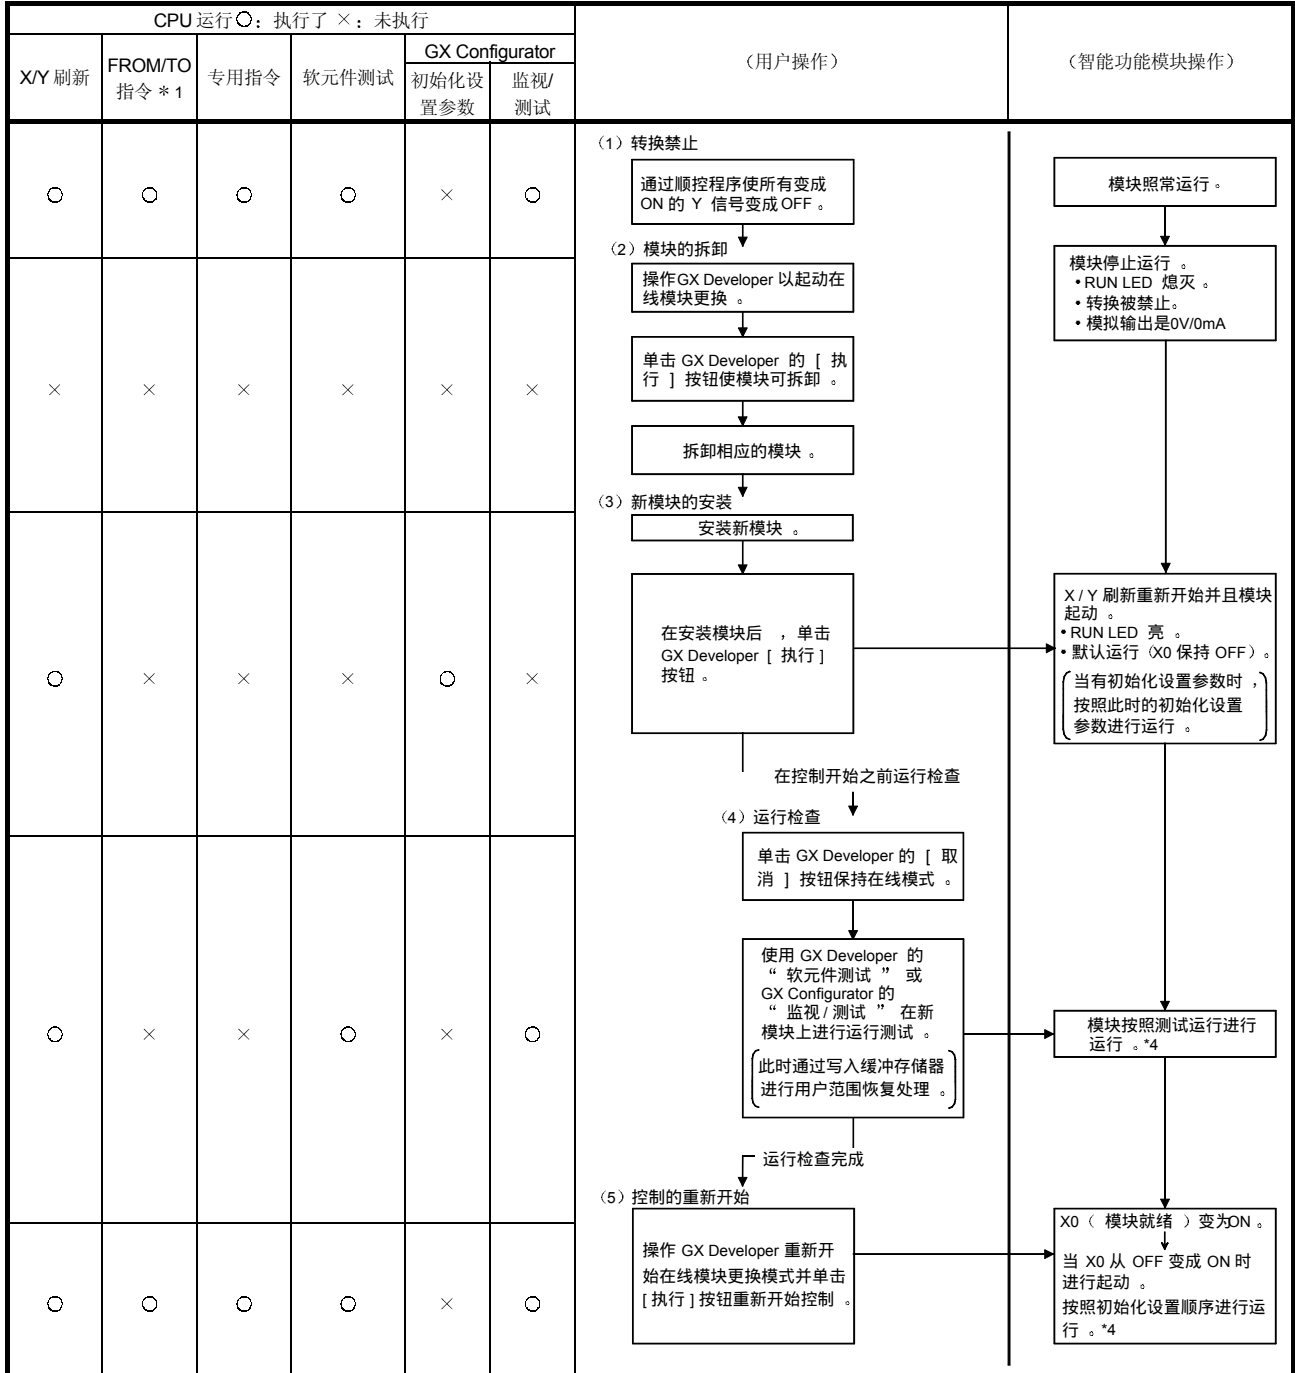 CPU 运行○：执行了 ×：未执行
X/Y 刷新
FROM/TO
指令＊1
专用指令
软元件测试
GX Configurator
初始化设
置参数
监视/
测试
（用户操作）
（智能功能模块操作）
○ ○ ○ ○ × ○
（1）转换禁止
通过顺控程序使所有变成
ON 的 Y 信号变成OFF 。
模块照常运行 。
（2）模块的拆卸
操作GX Developer 以起动在
线模块更换 。
模块停止运行 。
•RUN LED 熄灭 。
•转换被禁止。
•模拟输出是0V/0mA
× × × × × ×
单击 GX Developer 的 [ 执
行 ] 按钮使模块可拆卸 。
拆卸相应的模块 。
（3）新模块的安装
安装新模块 。
○ × × × ○ ×
在安装模块后 ，单击
GX Developer [ 执行 ]
按钮 。
X / Y 刷新重新开始并且模块
起动 。
•RUN LED 亮 。
•默认运行（X0 保持 OFF）。
当有初始化设置参数时 ，
按照此时的初始化设置
参数进行运行 。
在控制开始之前运行检查
（4）运行检查
单击 GX Developer 的 [ 取
消 ] 按钮保持在线模式 。
○ × × ○ × ○
使用 GX Developer 的
“ 软元件测试 ” 或
GX Configurator 的
“ 监视 / 测试 ” 在新
模块上进行运行测试 。
此时通过写入缓冲存储器
进行用户范围恢复处理 。
模块按照测试运行进行
运行 。*4
运行检查完成
（5）控制的重新开始
○ ○ ○ ○ × ○
操作 GX Developer 重新开
始在线模块更换模式并单击
[ 执行 ] 按钮重新开始控制 。
X0（ 模块就绪 ）变为ON 。
当 X0 从 OFF 变成 ON 时
进行起动 。
按照初始化设置顺序进行运
行 。*4